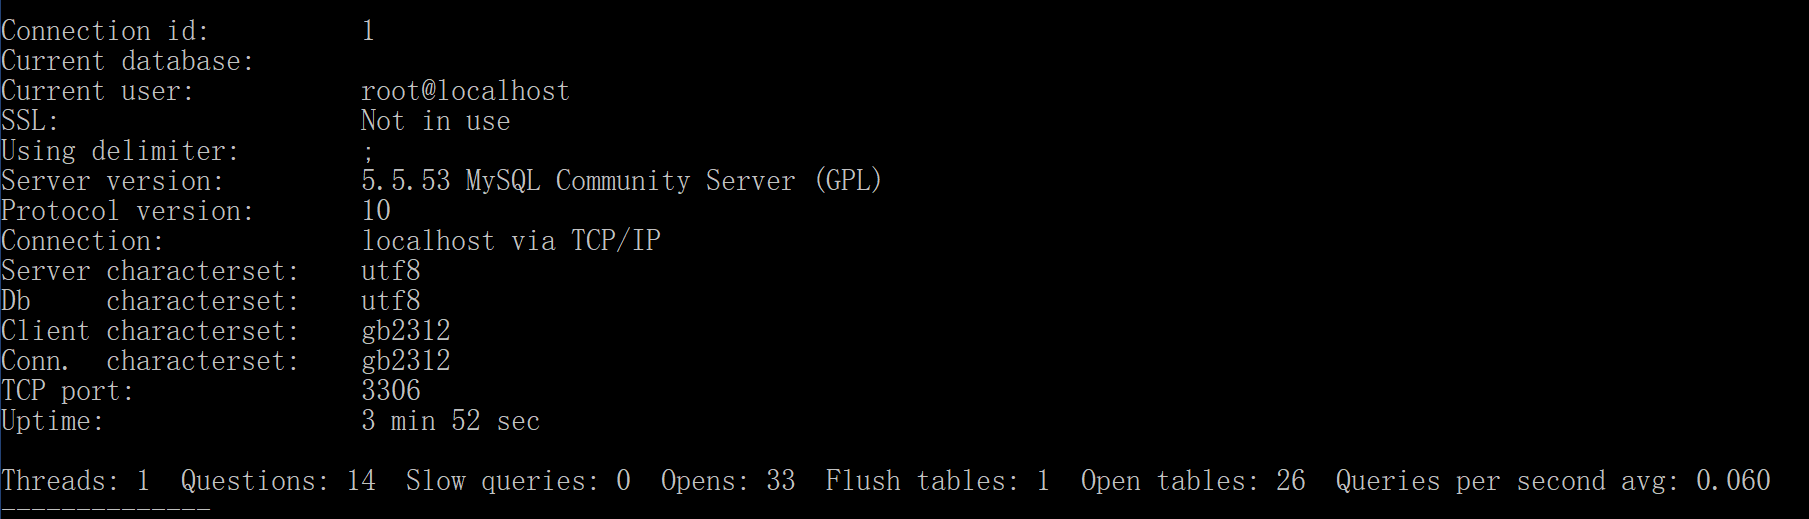 Connection id:          1
Current database:
Current user:           root@localhost
SSL:                    Not in use
Using delimiter:        ;
Server version:         5.5.53 MySQL Community Server (GPL)
Protocol version:       10
Connection:             localhost via TCP/IP
Server characterset:    utf8
Db     characterset:    utf8
Client characterset:    gb2312
Conn.  characterset:    gb2312
TCP port:               3306
Uptime:                 3 min 52 sec

Threads: 1  Questions: 14  Slow queries: 0  Opens: 33  Flush tables: 1  Open tables: 26  Queries per second avg: 0.060
--------------